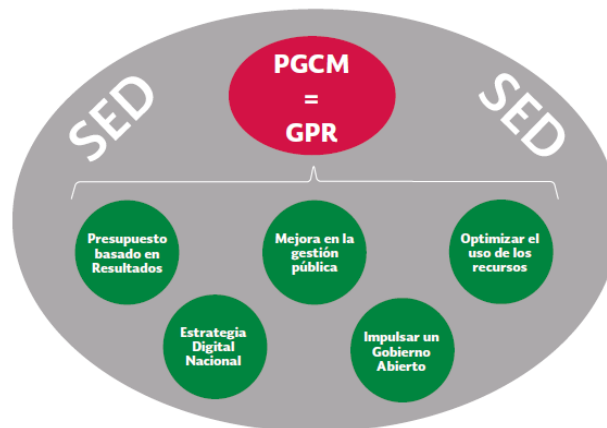 SED
PGCM
=
GPR
SED
Presupuesto
basado en
Resultados
Mejora en la
gestión
pública
Optimizar el
uso de los
recursos
Estrategia
Digital
Nacional
Impulsar un
Gobierno
Abierto